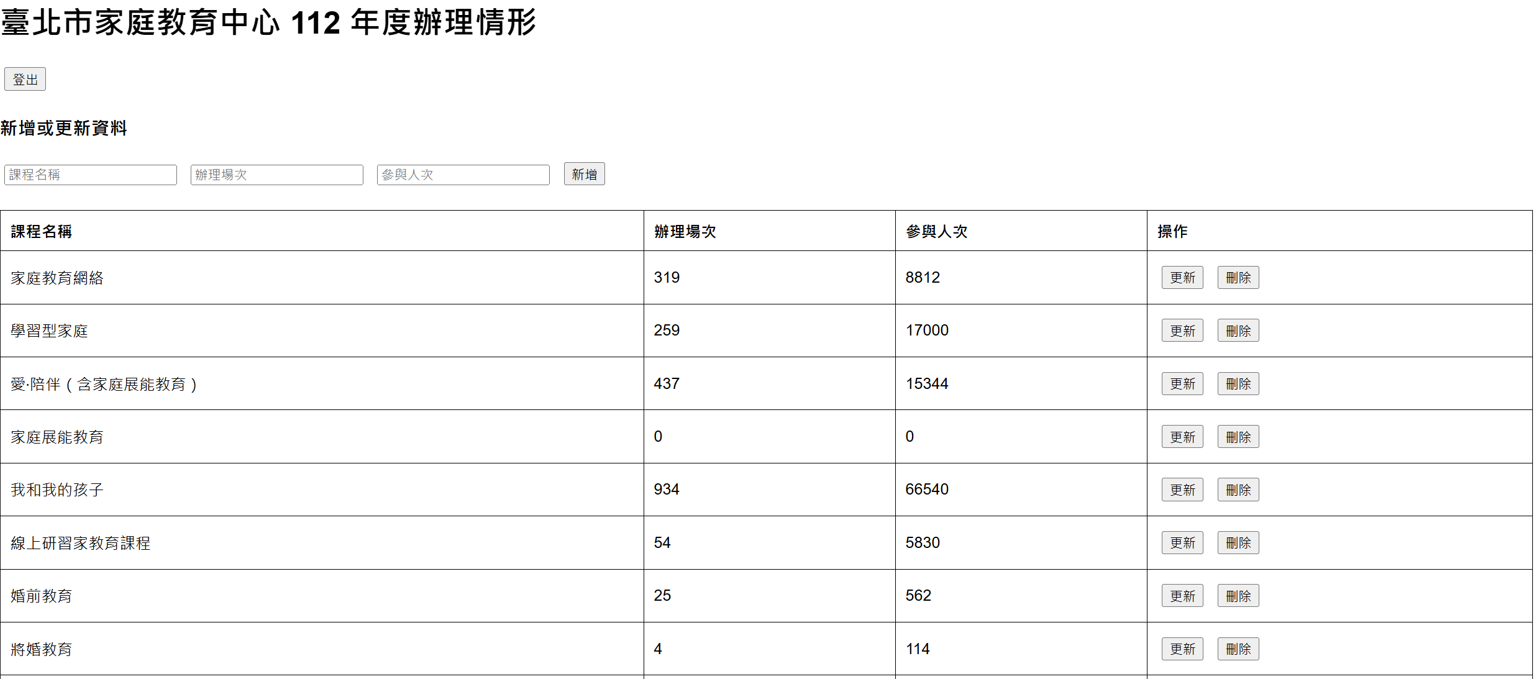 臺北市家庭教育中心 112 年度辦理情形
登出
新增或更新資料
課程名稱 辦理場次 參與人次 新增
課程名稱 辦理場次 參與人次 操作
家庭教育網絡 319 8812 更新 刪除
學習型家庭 259 17000 更新 刪除
愛‧陪伴（含家庭展能教育） 437 15344 更新 刪除
家庭展能教育 0 0 更新 刪除
我和我的孩子 934 66540 更新 刪除
線上研習家教育課程 54 5830 更新 刪除
婚前教育 25 562 更新 刪除
將婚教育 4 114 更新 刪除